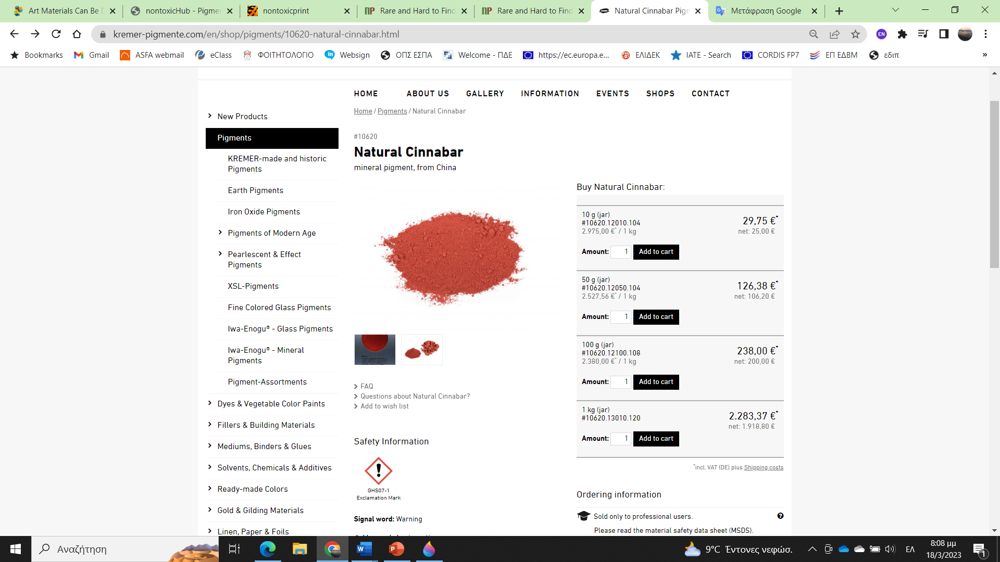 Art Materials Can Be D
nontoxicHub - Pigme
nontoxicprint
Rare and Hard to Find
Rare and Hard to Find
Natural Cinnabar Pigm
Μετάφραση Google
kremer-pigmente.com/en/shop/pigments/10620-natural-cinnabar.html
EN
Bookmarks
Gmail
ASFA webmail
eClass
ΦΟΙΤΗΤΟΛΟΓΙΟ
Websign
ΟΠΣ ΕΣΠΑ
Welcome - ΠΔΕ
https://ec.europa.e...
ΕΛΙΔΕΚ
IATE - Search
CORDIS FP7
ΕΠ ΕΔΒΜ
εδιπ
»
HOME ABOUT US GALLERY INFORMATION EVENTS SHOPS CONTACT
Home / Pigments / Natural Cinnabar
New Products
Pigments
KREMER-made and historic
Pigments
Earth Pigments
Iron Oxide Pigments
Pigments of Modern Age
Pearlescent & Effect
Pigments
XSL-Pigments
Fine Colored Glass Pigments
Iwa-Enogu® - Glass Pigments
Iwa-Enogu® - Mineral
Pigments
Pigment-Assortments
Dyes & Vegetable Color Paints
Fillers & Building Materials
Mediums, Binders & Glues
Solvents, Chemicals & Additives
Ready-made Colors
Gold & Gilding Materials
Linen, Paper & Foils
#10620
Natural Cinnabar
mineral pigment, from China
FAQ
Questions about Natural Cinnabar?
Add to wish list
Safety Information
GHS07-1
Exclamation Mark
Signal word: Warning
Buy Natural Cinnabar:
10 g (jar)
#10620.12010.104
29,75 €*
2.975,00 €* / 1 kg
net: 25,00 €
Amount: 1 Add to cart
50 g (jar)
#10620.12050.104
126,38 €*
2.527,56 €* / 1 kg
net: 106,20 €
Amount: 1 Add to cart
100 g (jar)
#10620.12100.108
238,00 €*
2.380,00 €* / 1 kg
net: 200,00 €
Amount: 1 Add to cart
1 kg (jar)
#10620.13010.120
2.283,37 €*
net: 1.918,80 €
Amount: 1 Add to cart
*incl. VAT (DE) plus Shipping costs
Ordering information
Sold only to professional users.
Please read the material safety data sheet (MSDS).
Αναζήτηση
9°C Έντονες νεφώσ.
ΕΛ
8:08 μμ
18/3/2023
1